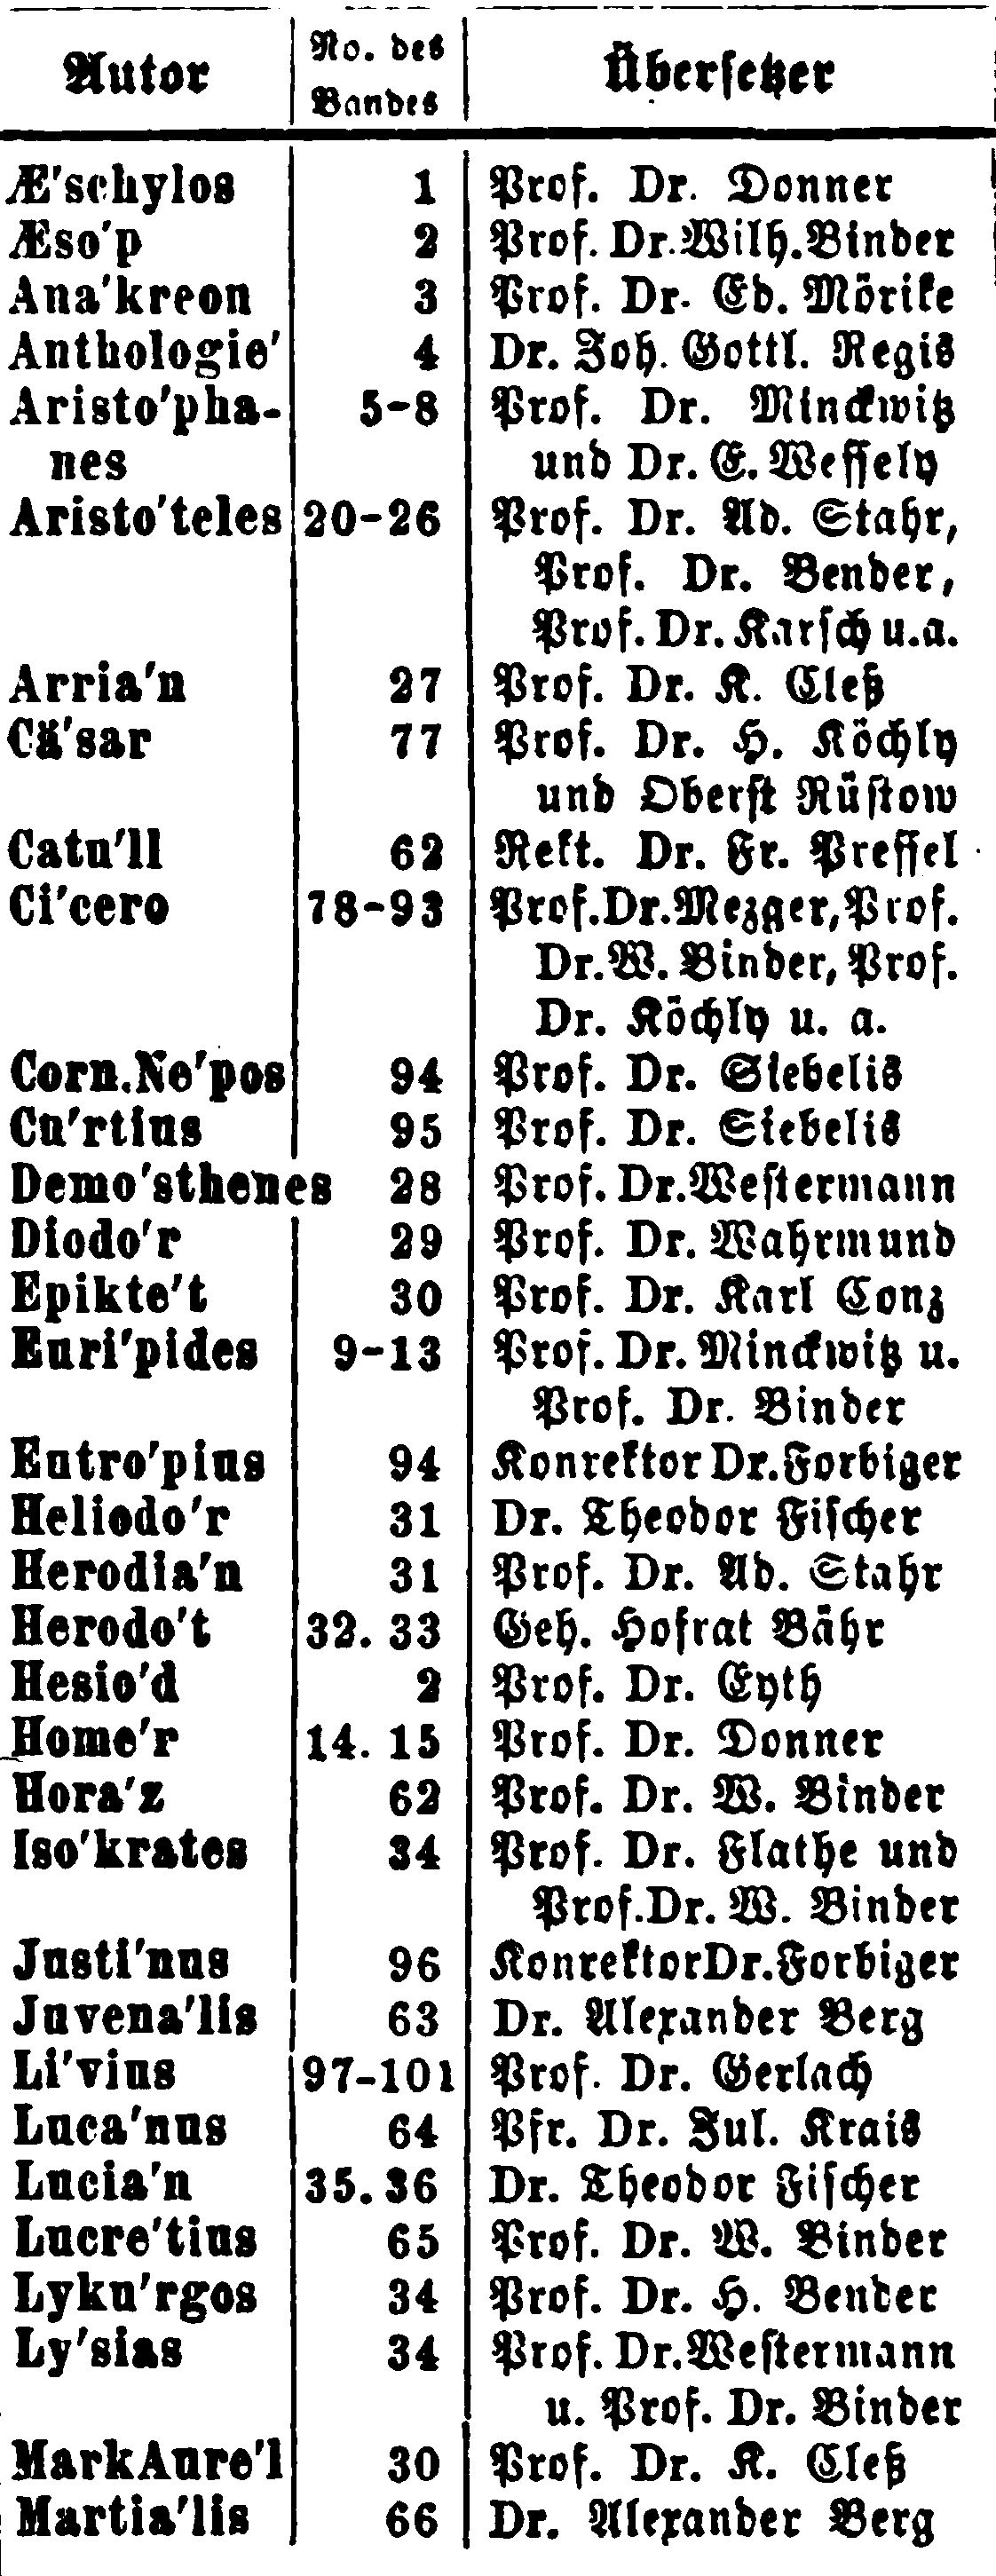 Autor No. des Übersetzer
Bandes
Æ'schylos 1 Prof. Dr. Donner
Æso'p 2 Prof. Dr. Wilh. Binder
Ana'kreon 3 Prof. Dr. Ed. Mörike
Anthologie' 4 Dr. Joh. Gottl. Regis
Aristo'pha- 5-8 Prof. Dr. Minckwitz
nes und Dr. E. Wessely
Aristo'teles 20-26 Prof. Dr. Ad. Stahr,
Prof. Dr. Bender,
Prof. Dr. Karsch u. a.
Arria'n 27 Prof. Dr. K. Cleß
Cä'sar 77 Prof. Dr. H. Köchly
und Oberst Rüstow
Catu'll 62 Rekt. Dr. Fr. Pressel
Ci'cero 78-93 Prof. Dr. Mezger, Prof.
Dr. W. Binder, Prof.
Dr. Köchly u. a.
Corn. Ne'pos 94 Prof. Dr. Siebelis
Cu'rtius 95 Prof. Dr. Siebelis
Demo'sthenes 28 Prof. Dr. Westermann
Diodo'r 29 Prof. Dr. Wahrmund
Epikte't 30 Prof. Dr. Karl Conz
Euri'pides 9-13 Prof. Dr. Minckwitz u.
Prof. Dr. Binder
Eutro'pius 94 Konrektor Dr. Forbiger
Heliodo'r 31 Dr. Theodor Fischer
Herodia'n 31 Prof. Dr. Ad. Stahr
Herodo't 32. 33 Geh. Hofrat Bähr
Hesio'd 2 Prof. Dr. Eyth
Home'r 14. 15 Prof. Dr. Donner
Hora'z 62 Prof. Dr. W. Binder
Iso'krates 34 Prof. Dr. Flathe und
Prof. Dr. W. Binder
Justi'nus 96 Konrektor Dr. Forbiger
Juvena'lis 63 Dr. Alexander Berg
Li'vius 97-101 Prof. Dr. Gerlach
Luca'nus 64 Pfr. Dr. Jul. Krais
Lucia'n 35. 36 Dr. Theodor Fischer
Lucre'tius 65 Prof. Dr. W. Binder
Lyku'rgos 34 Prof. Dr. H. Bender
Ly'sias 34 Prof. Dr. Westermann
u. Prof. Dr. Binder
Mark Aure'l 30 Prof. Dr. K. Cleß
Martia'lis 66 Dr. Alexander Berg